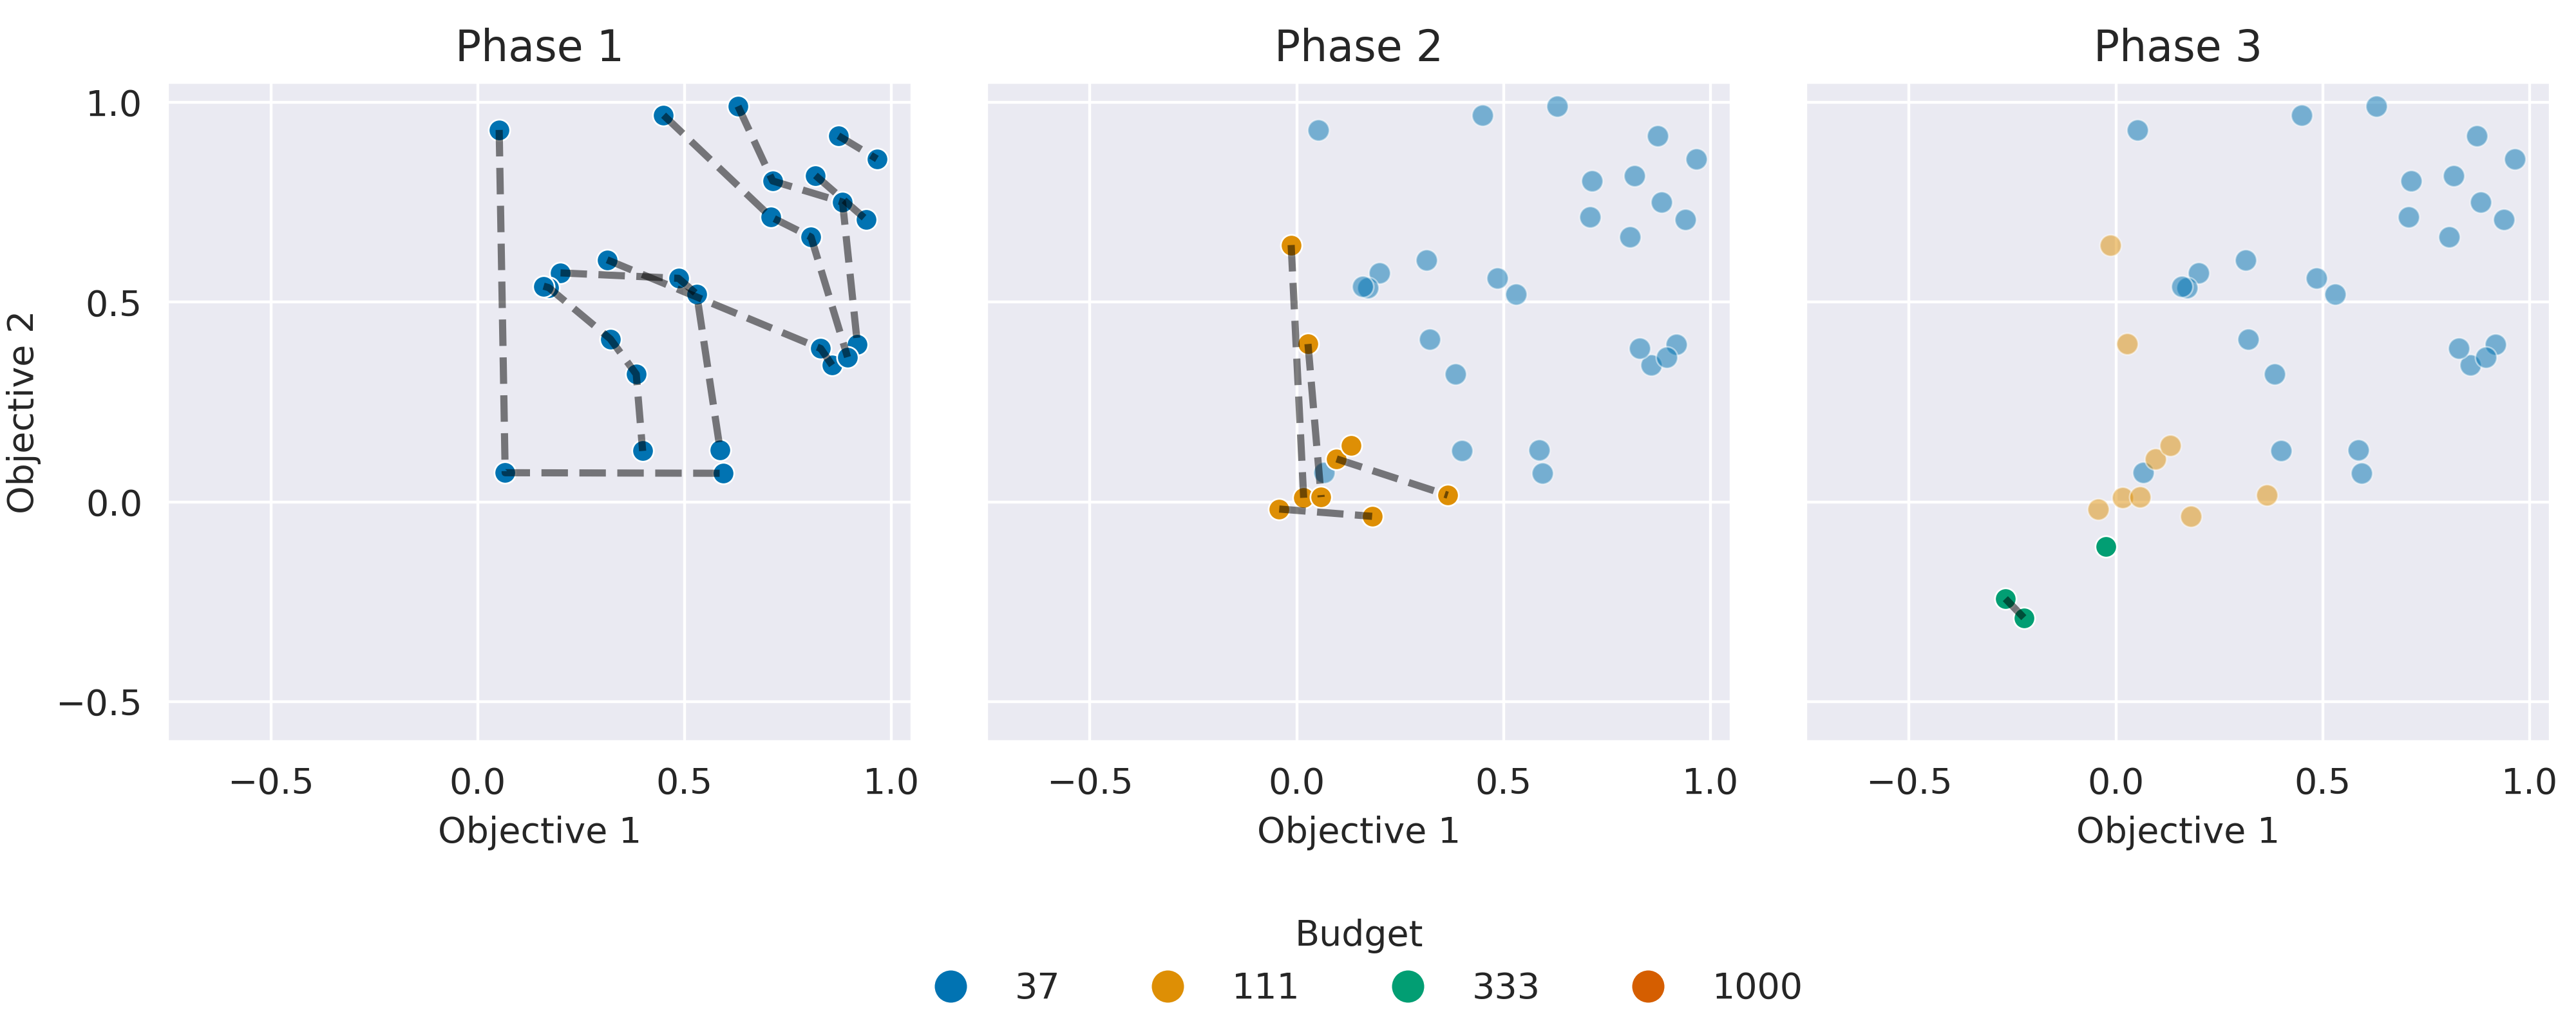 Phase 1
Phase 2
Phase 3
1.0
0.5
0.0
−0.5
Objective 2
−0.5 0.0 0.5 1.0
−0.5 0.0 0.5 1.0
−0.5 0.0 0.5 1.0
Objective 1
Objective 1
Objective 1
Budget
37 111 333 1000